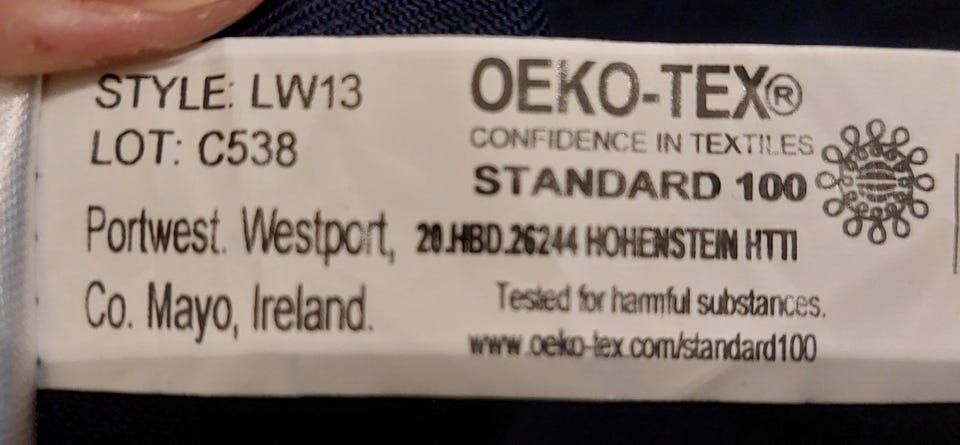 STYLE: LW13
LOT: C538
Portwest. Westport,
Co. Mayo, Ireland.
OEKO-TEX®
CONFIDENCE IN TEXTILES
STANDARD 100
20.HBD.26244 HOHENSTEIN HTTI
Tested for harmful substances.
www.oeko-tex.com/standard100